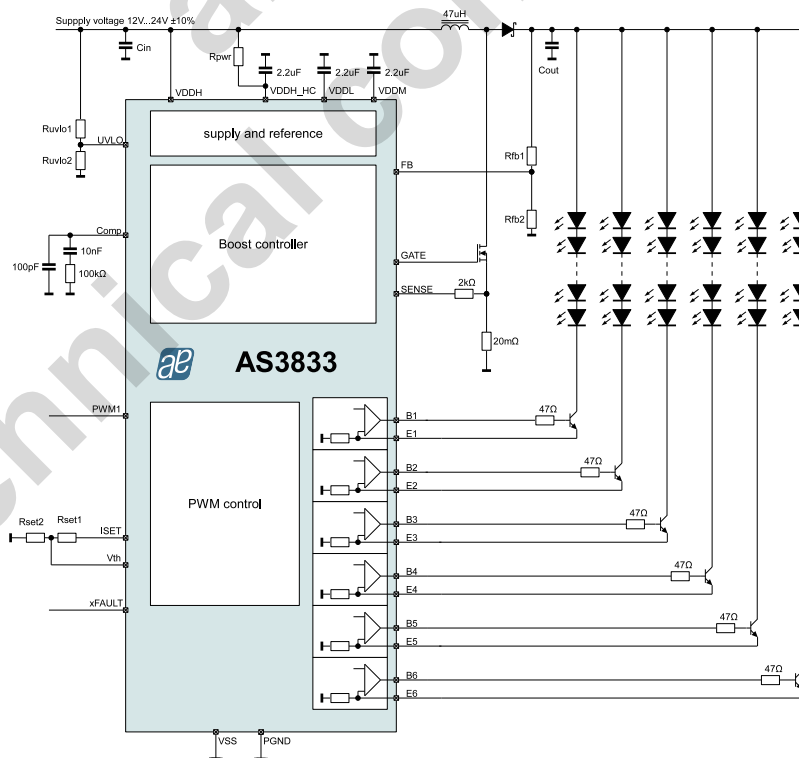 Suppply voltage 12V...24V ±10%
47uH
Cin
Rpwr
2.2uF
2.2uF
2.2uF
Cout
VDDH
VDDH_HC
VDDL
VDDM
Ruvlo1
UVLO
Ruvlo2
supply and reference
FB
Rfb1
Rfb2
Comp
10nF
100pF
100kΩ
Boost controller
GATE
SENSE
2kΩ
20mΩ
ae
AS3833
PWM1
PWM control
B1
E1
47Ω
B2
E2
47Ω
B3
E3
47Ω
B4
E4
47Ω
B5
E5
47Ω
B6
E6
47Ω
Rset2
Rset1
ISET
Vth
xFAULT
VSS
PGND